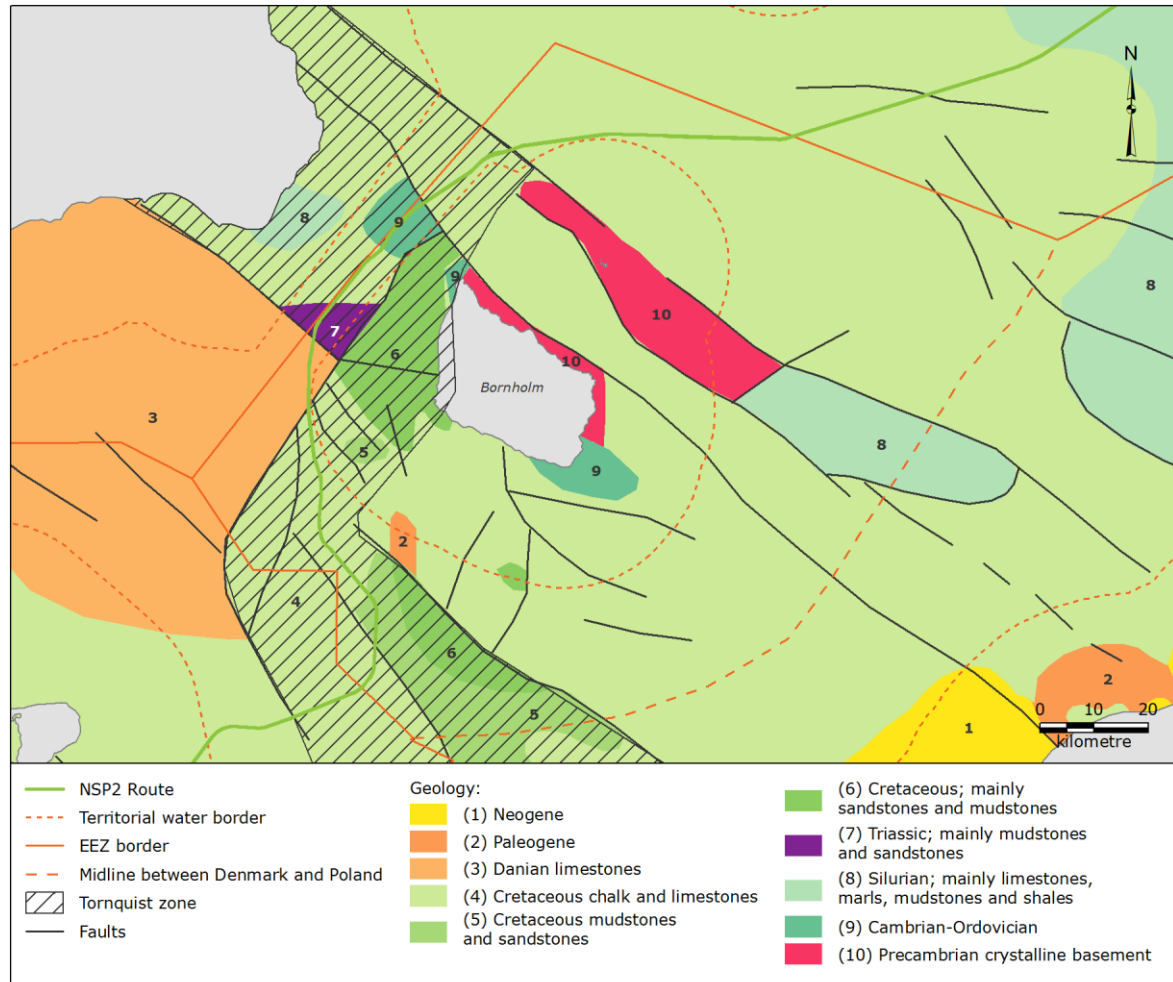 N
8
9
9
7
6
10
10
Bornholm
8
3
5
9
8
2
4
6
5
2
1
0 10 20
kilometre
NSP2 Route
Territorial water border
EEZ border
Midline between Denmark and Poland
Tornquist zone
Faults
Geology:
(1) Neogene
(2) Paleogene
(3) Danian limestones
(4) Cretaceous chalk and limestones
(5) Cretaceous mudstones
and sandstones
(6) Cretaceous; mainly
sandstones and mudstones
(7) Triassic; mainly mudstones
and sandstones
(8) Silurian; mainly limestones,
marls, mudstones and shales
(9) Cambrian-Ordovician
(10) Precambrian crystalline basement